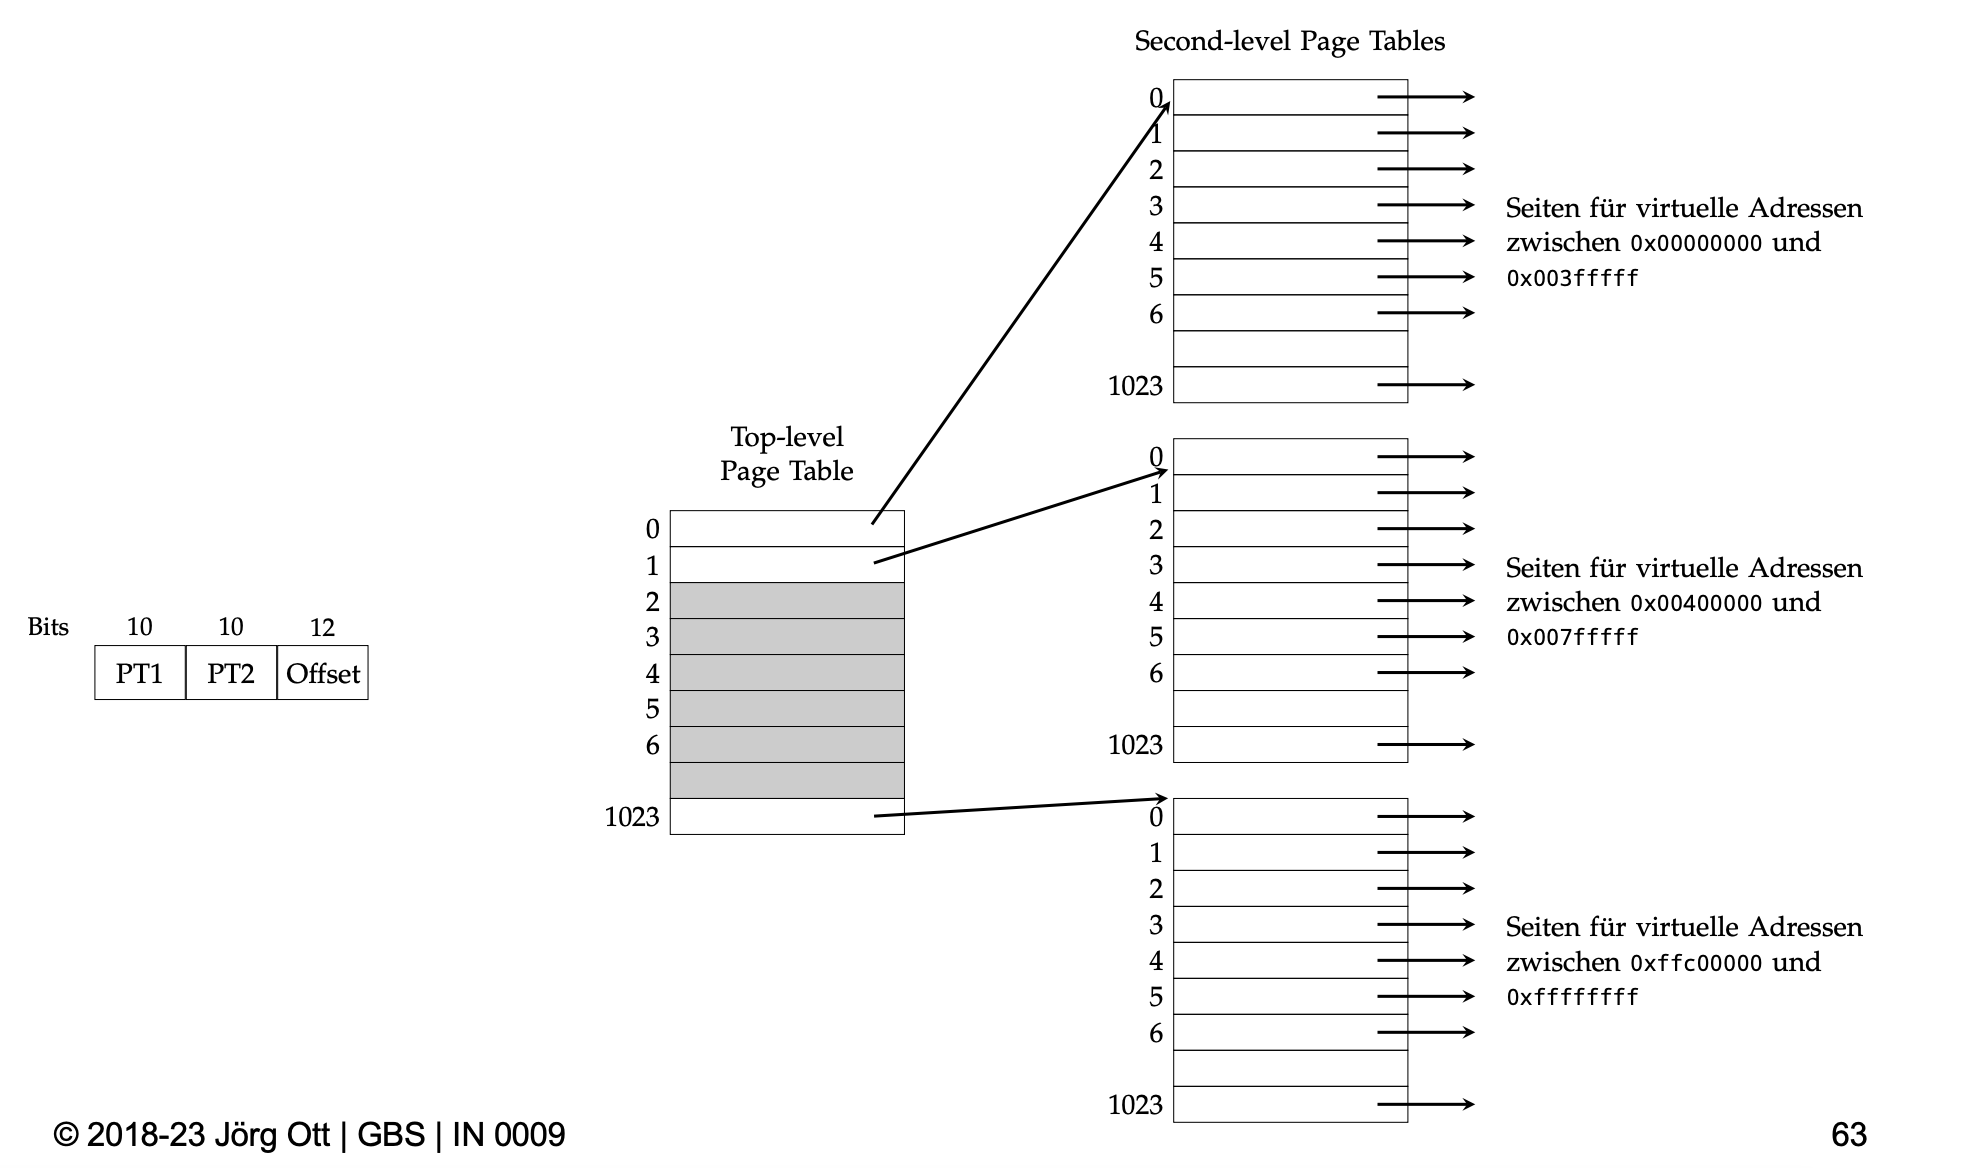 Second-level Page Tables
0
1
2
3
4
5
6
1023
Seiten für virtuelle Adressen
zwischen 0x00000000 und
0x003fffff
Top-level
Page Table
0
1
2
3
4
5
6
1023
0
1
2
3
4
5
6
1023
Seiten für virtuelle Adressen
zwischen 0x00400000 und
0x007fffff
Bits 10 10 12
PT1 PT2 Offset
0
1
2
3
4
5
6
1023
Seiten für virtuelle Adressen
zwischen 0xffc00000 und
0xffffffff
© 2018-23 Jörg Ott | GBS | IN 0009
63